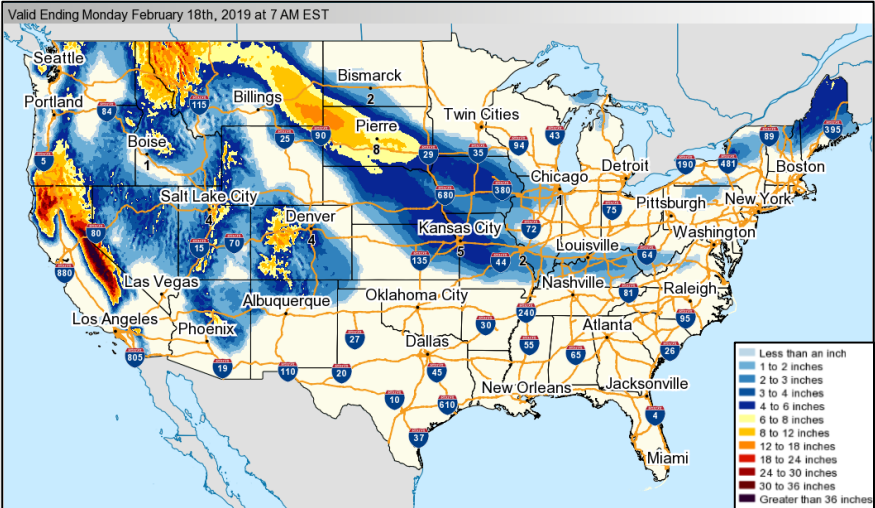 Valid Ending Monday February 18th, 2019 at 7 AM EST
Seattle
Bismarck
2
Portland
84
115
Billings
Twin Cities
395
25
90
Pierre
8
29
35
94
43
89
Boise
1
5
190
481
Boston
Chicago
1
Detroit
680
380
Salt Lake City
75
Pittsburgh
New York
Denver
4
80
15
70
Kansas City
5
72
Washington
135
44
2
Louisville
64
880
Las Vegas
Albuquerque
Oklahoma City
Nashville
81
Raleigh
Los Angeles
Phoenix
30
240
95
Atlanta
27
Dallas
55
65
26
805
19
110
20
45
New Orleans
Jacksonville
10
610
4
37
Miami
Less than an inch
1 to 2 inches
2 to 3 inches
3 to 4 inches
4 to 6 inches
6 to 8 inches
8 to 12 inches
12 to 18 inches
18 to 24 inches
24 to 30 inches
30 to 36 inches
Greater than 36 inches